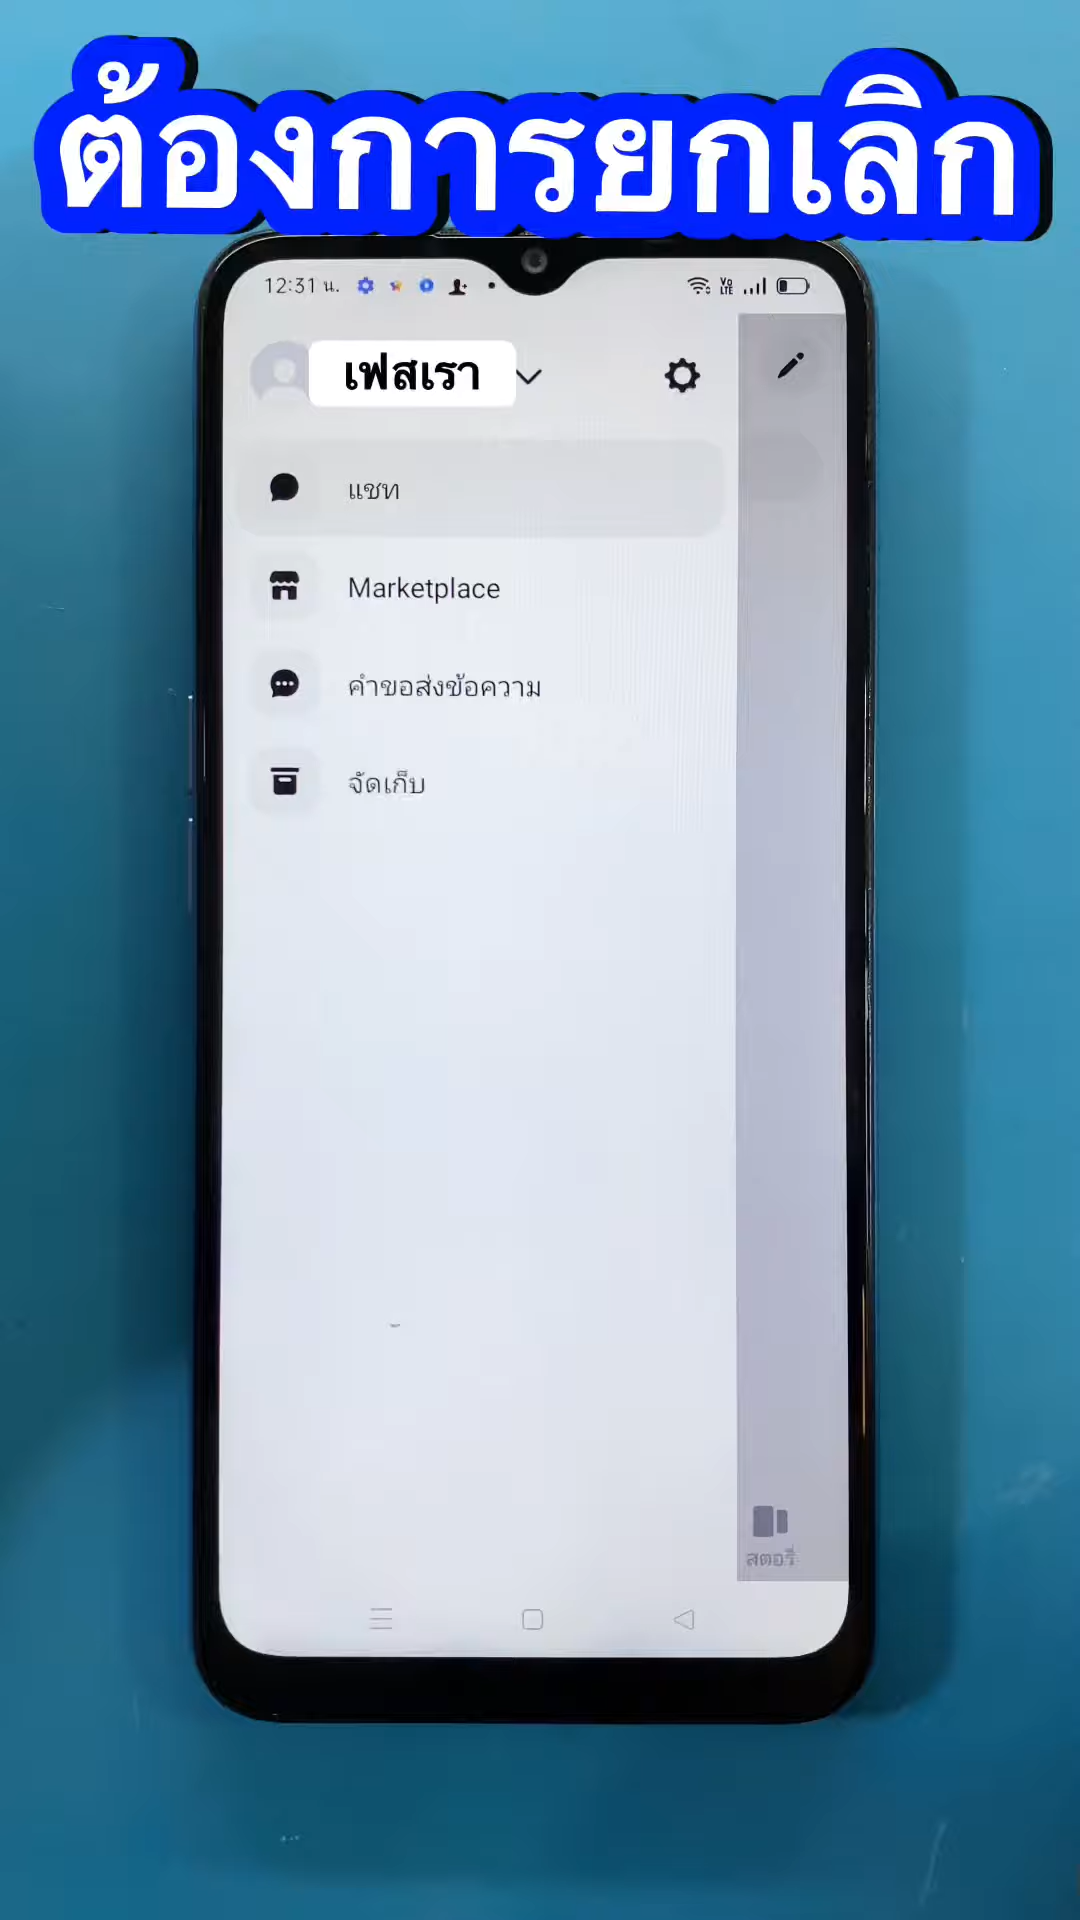 ต้องการยกเลิก
12:31 น.
เฟสเรา
แชท
Marketplace
คำขอส่งข้อความ
จัดเก็บ
สตอรี่